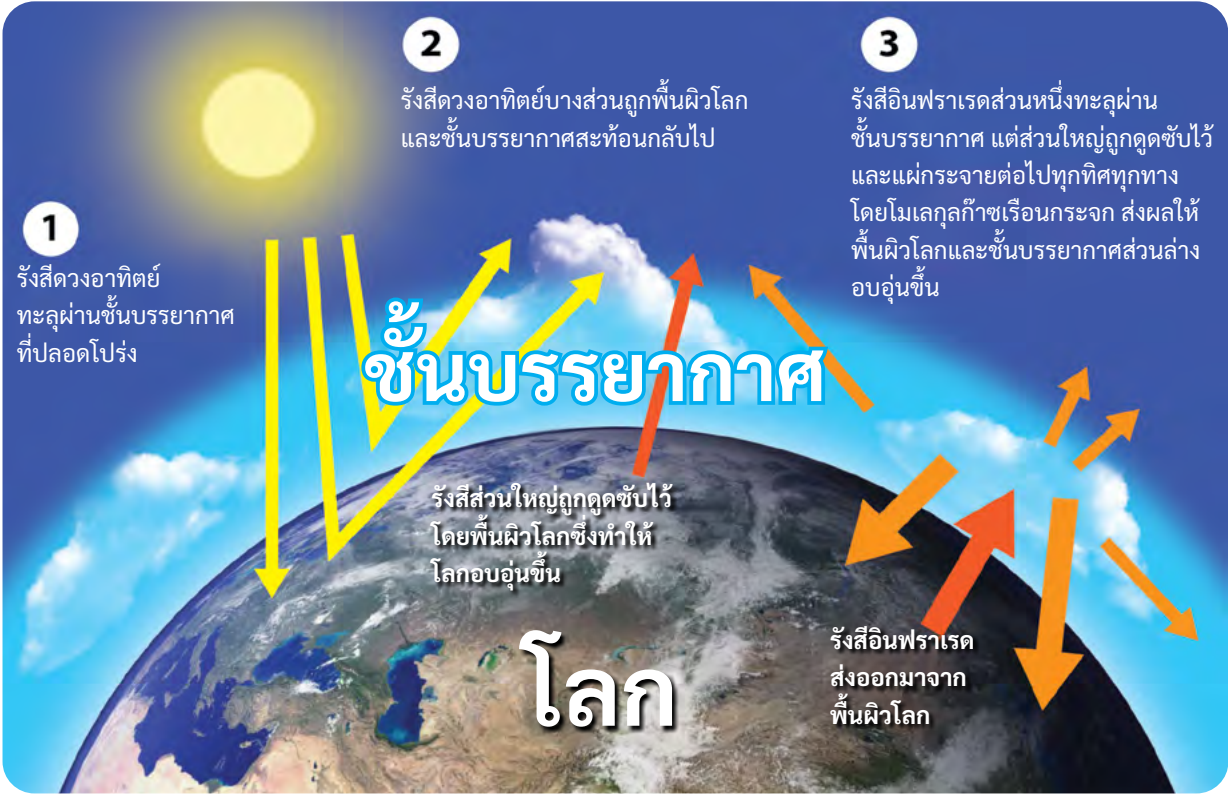 1
รังสีดวงอาทิตย์
ทะลุผ่านชั้นบรรยากาศ
ที่ปลอดโปร่ง
2
รังสีดวงอาทิตย์บางส่วนถูกพื้นผิวโลก
และชั้นบรรยากาศสะท้อนกลับไป
3
รังสีอินฟราเรดส่วนหนึ่งทะลุผ่าน
ชั้นบรรยากาศ แต่ส่วนใหญ่ถูกดูดซับไว้
และแผ่กระจายต่อไปทุกทิศทุกทาง
โดยโมเลกุลก๊าซเรือนกระจก ส่งผลให้
พื้นผิวโลกและชั้นบรรยากาศส่วนล่าง
อบอุ่นขึ้น
ชั้นบรรยากาศ
รังสีส่วนใหญ่ถูกดูดซับไว้
โดยพื้นผิวโลกซึ่งทำให้
โลกอบอุ่นขึ้น
โลก
รังสีอินฟราเรด
ส่งออกมาจาก
พื้นผิวโลก